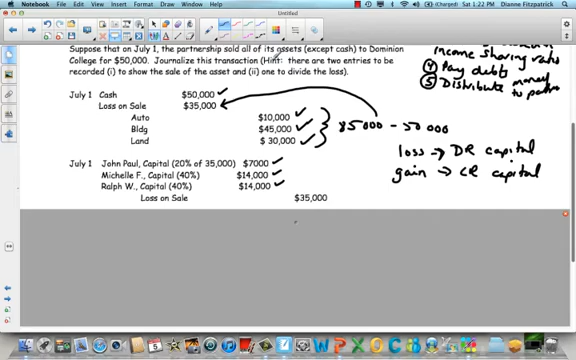 Notebook File Edit View Insert Format Tools Window Help
(Charged) Sat 5 1:22 PM Dianne Fitzpatrick
Untitled
income sharing ratio
④ Pay debts
⑤ Distribute money
Suppose that on July 1, the partnership sold all of its assets (except cash) to Dominion
College for $50,000. Journalize this transaction (Hint: there are two entries to be
recorded (i) to show the sale of the asset and (ii) one to divide the loss).
July 1 Cash $50,000
Loss on Sale $35,000
Auto $10,000
Bldg $45,000
Land $ 30,000
85000 - 50 000
loss → DR capital
gain → CR capital
July 1 John Paul, Capital (20% of 35,000) $7000
Michelle F., Capital (40%) $14,000
Ralph W., Capital (40%) $14,000
Loss on Sale $35,000